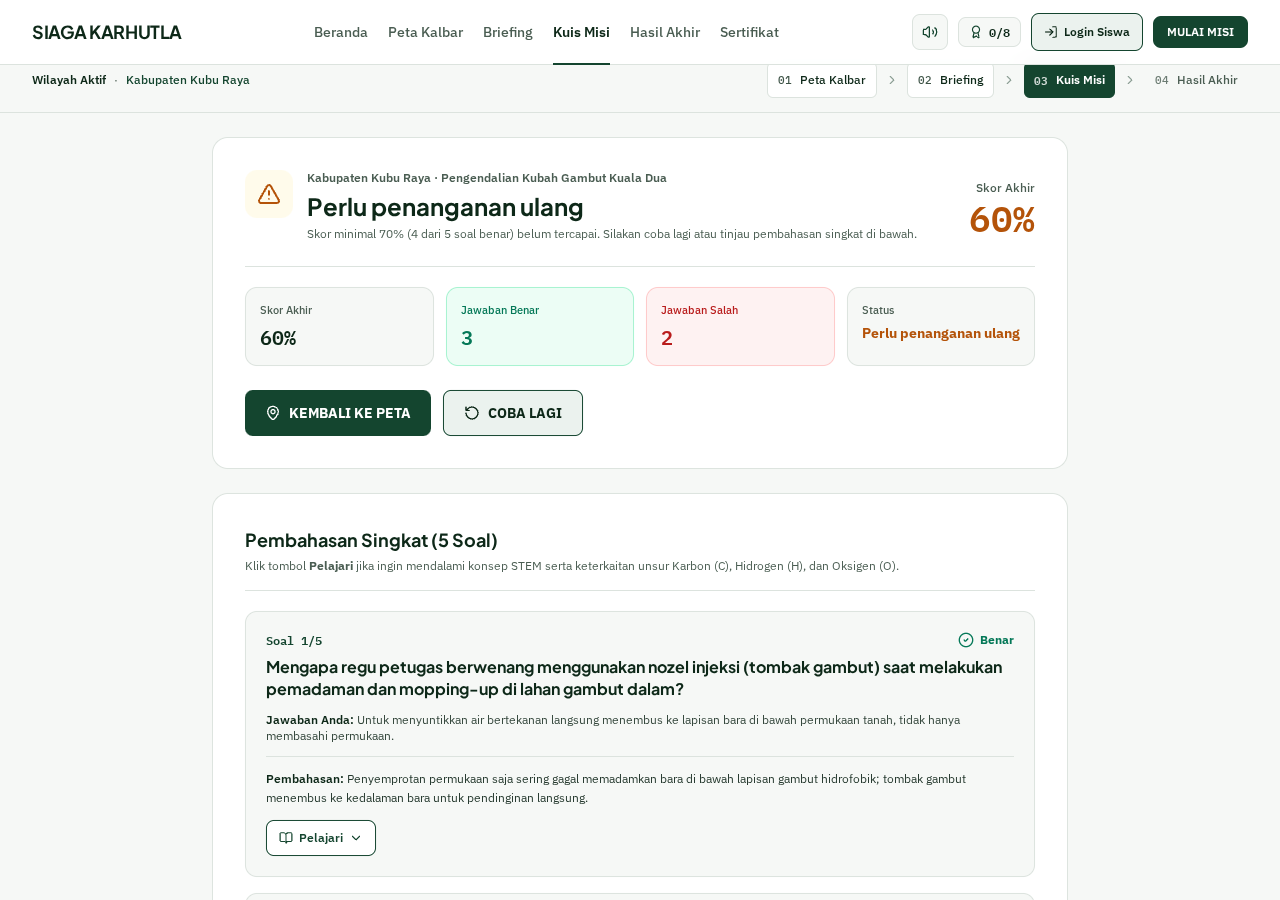 SIAGA KARHUTLA
Beranda
Peta Kalbar
Briefing
Kuis Misi
Hasil Akhir
Sertifikat
0/8
Login Siswa
MULAI MISI
Wilayah Aktif · Kabupaten Kubu Raya
01 Peta Kalbar
02 Briefing
03 Kuis Misi
04 Hasil Akhir
Kabupaten Kubu Raya · Pengendalian Kubah Gambut Kuala Dua
Perlu penanganan ulang
Skor minimal 70% (4 dari 5 soal benar) belum tercapai. Silakan coba lagi atau tinjau pembahasan singkat di bawah.
Skor Akhir
60%
Skor Akhir
60%
Jawaban Benar
3
Jawaban Salah
2
Status
Perlu penanganan ulang
KEMBALI KE PETA
COBA LAGI
Pembahasan Singkat (5 Soal)
Klik tombol Pelajari jika ingin mendalami konsep STEM serta keterkaitan unsur Karbon (C), Hidrogen (H), dan Oksigen (O).
Soal 1/5
Benar
Mengapa regu petugas berwenang menggunakan nozel injeksi (tombak gambut) saat melakukan
pemadaman dan mopping-up di lahan gambut dalam?
Jawaban Anda: Untuk menyuntikkan air bertekanan langsung menembus ke lapisan bara di bawah permukaan tanah, tidak hanya
membasahi permukaan.
Pembahasan: Penyemprotan permukaan saja sering gagal memadamkan bara di bawah lapisan gambut hidrofobik; tombak gambut
menembus ke kedalaman bara untuk pendinginan langsung.
Pelajari